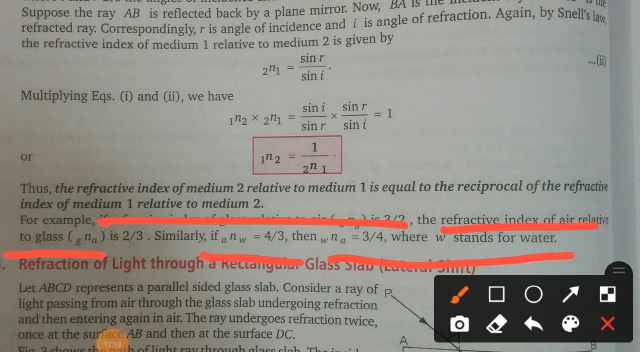 Suppose the ray AB is reflected back by a plane mirror. Now, BA is the
refracted ray. Correspondingly, r is angle of incidence and i is angle of refraction. Again, by Snell's law,
the refractive index of medium 1 relative to medium 2 is given by
₂n₁ = sin r / sin i . ...(ii)
Multiplying Eqs. (i) and (ii), we have
₁n₂ × ₂n₁ = sin i / sin r × sin r / sin i = 1
or ₁n₂ = 1 / ₂n₁ .
Thus, the refractive index of medium 2 relative to medium 1 is equal to the reciprocal of the refractive
index of medium 1 relative to medium 2.
For example, is 3/2, the refractive index of air relative
to glass (gnₐ) is 2/3 . Similarly, if ₐnw = 4/3, then wnₐ = 3/4, where w stands for water.
Refraction of Light through a Rectangular Glass Slab (Lateral Shift)
Let ABCD represents a parallel sided glass slab. Consider a ray of
light passing from air through the glass slab undergoing refraction
and then entering again in air. The ray undergoes refraction twice,
once at the surface AB and then at the surface DC.
P
A
B
17:19